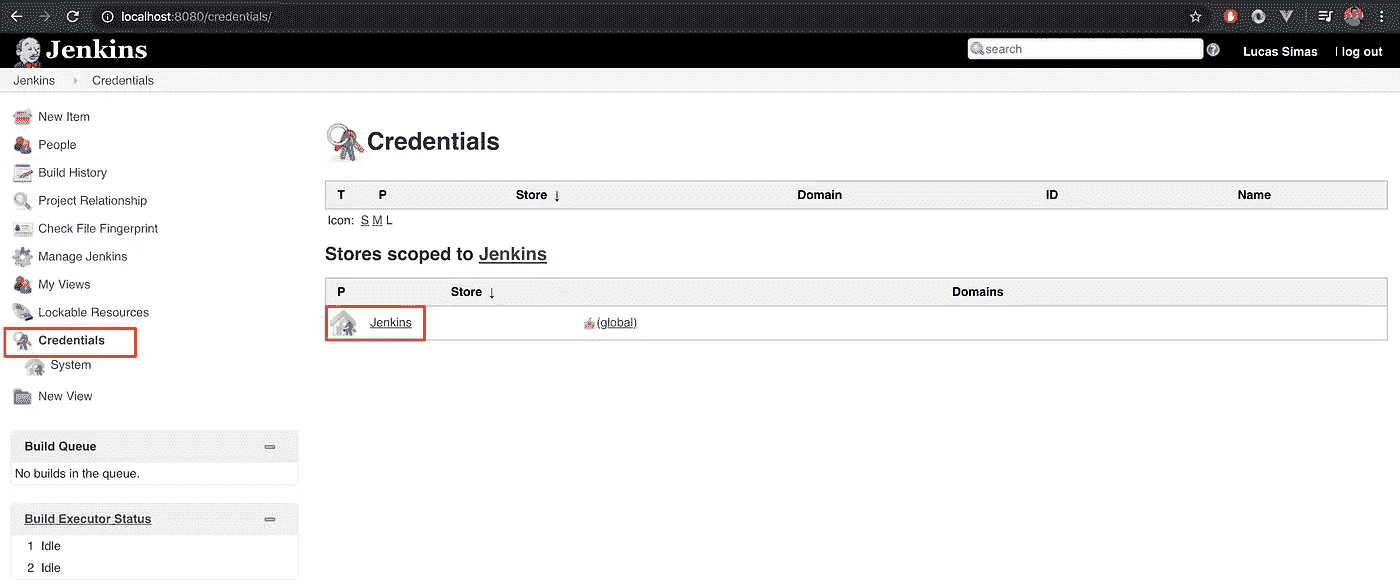 localhost:8080/credentials/
Jenkins
search
Lucas Simas
| log out
Jenkins Credentials
New Item
People
Build History
Project Relationship
Check File Fingerprint
Manage Jenkins
My Views
Lockable Resources
Credentials
System
New View
Build Queue
No builds in the queue.
Build Executor Status
1 Idle
2 Idle
Credentials
T P Store ↓ Domain ID Name
Icon: S M L
Stores scoped to Jenkins
P Store ↓ Domains
Jenkins (global)